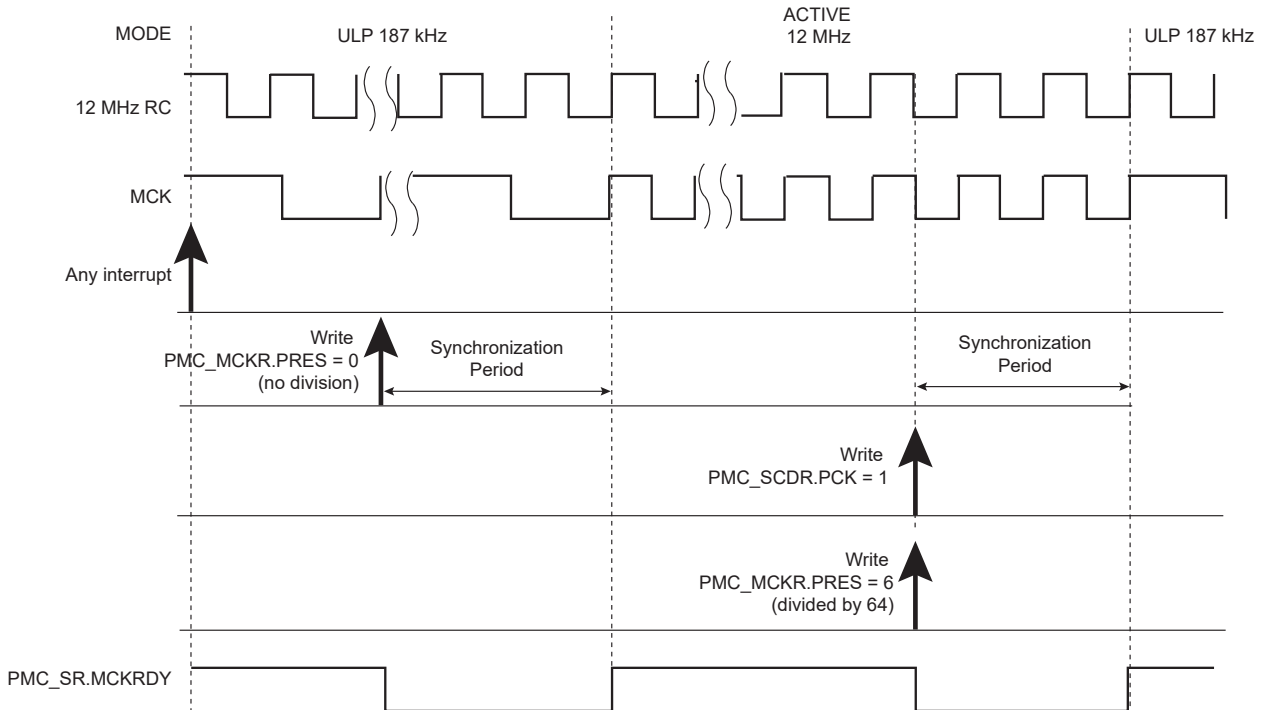 MODE
ULP 187 kHz
ACTIVE
12 MHz
ULP 187 kHz
12 MHz RC
MCK
Any interrupt
Write
PMC_MCKR.PRES = 0
(no division)
Synchronization
Period
Synchronization
Period
Write
PMC_SCDR.PCK = 1
Write
PMC_MCKR.PRES = 6
(divided by 64)
PMC_SR.MCKRDY